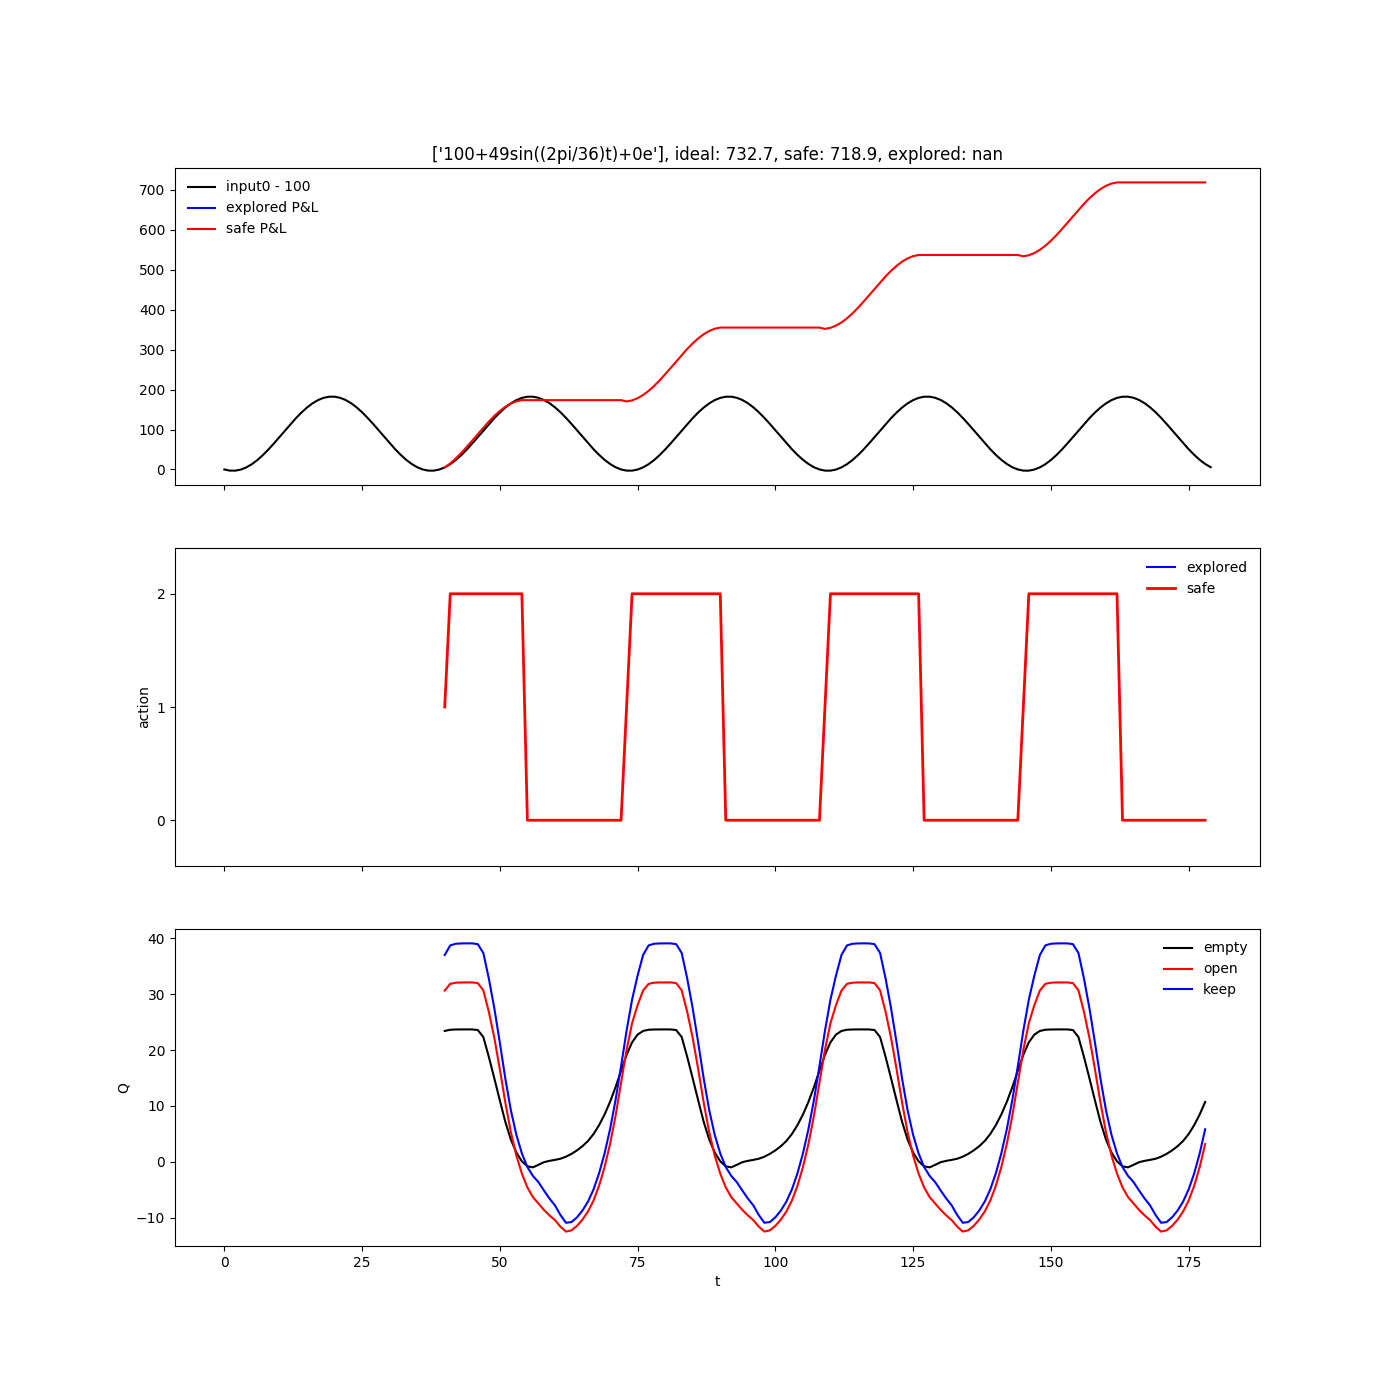 ['100+49sin((2pi/36)t)+0e'], ideal: 732.7, safe: 718.9, explored: nan
input0 - 100
explored P&L
safe P&L
700
600
500
400
300
200
100
0
explored
safe
2
1
0
action
empty
open
keep
40
30
20
10
0
−10
Q
0 25 50 75 100 125 150 175
t